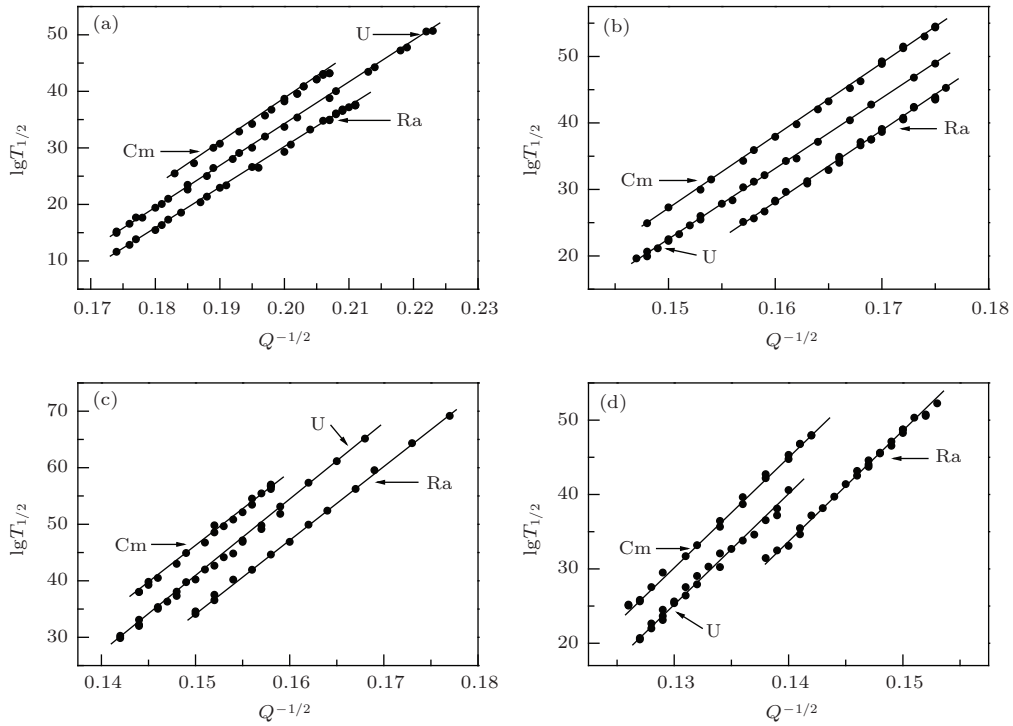 (a)
U
Ra
Cm
lgT1/2
50
40
30
20
10
0.17 0.18 0.19 0.20 0.21 0.22 0.23
Q−1/2
(b)
Cm
Ra
U
lgT1/2
50
40
30
20
0.15 0.16 0.17 0.18
Q−1/2
(c)
U
Ra
Cm
lgT1/2
70
60
50
40
30
0.14 0.15 0.16 0.17 0.18
Q−1/2
(d)
Ra
Cm
U
lgT1/2
50
40
30
20
0.13 0.14 0.15
Q−1/2